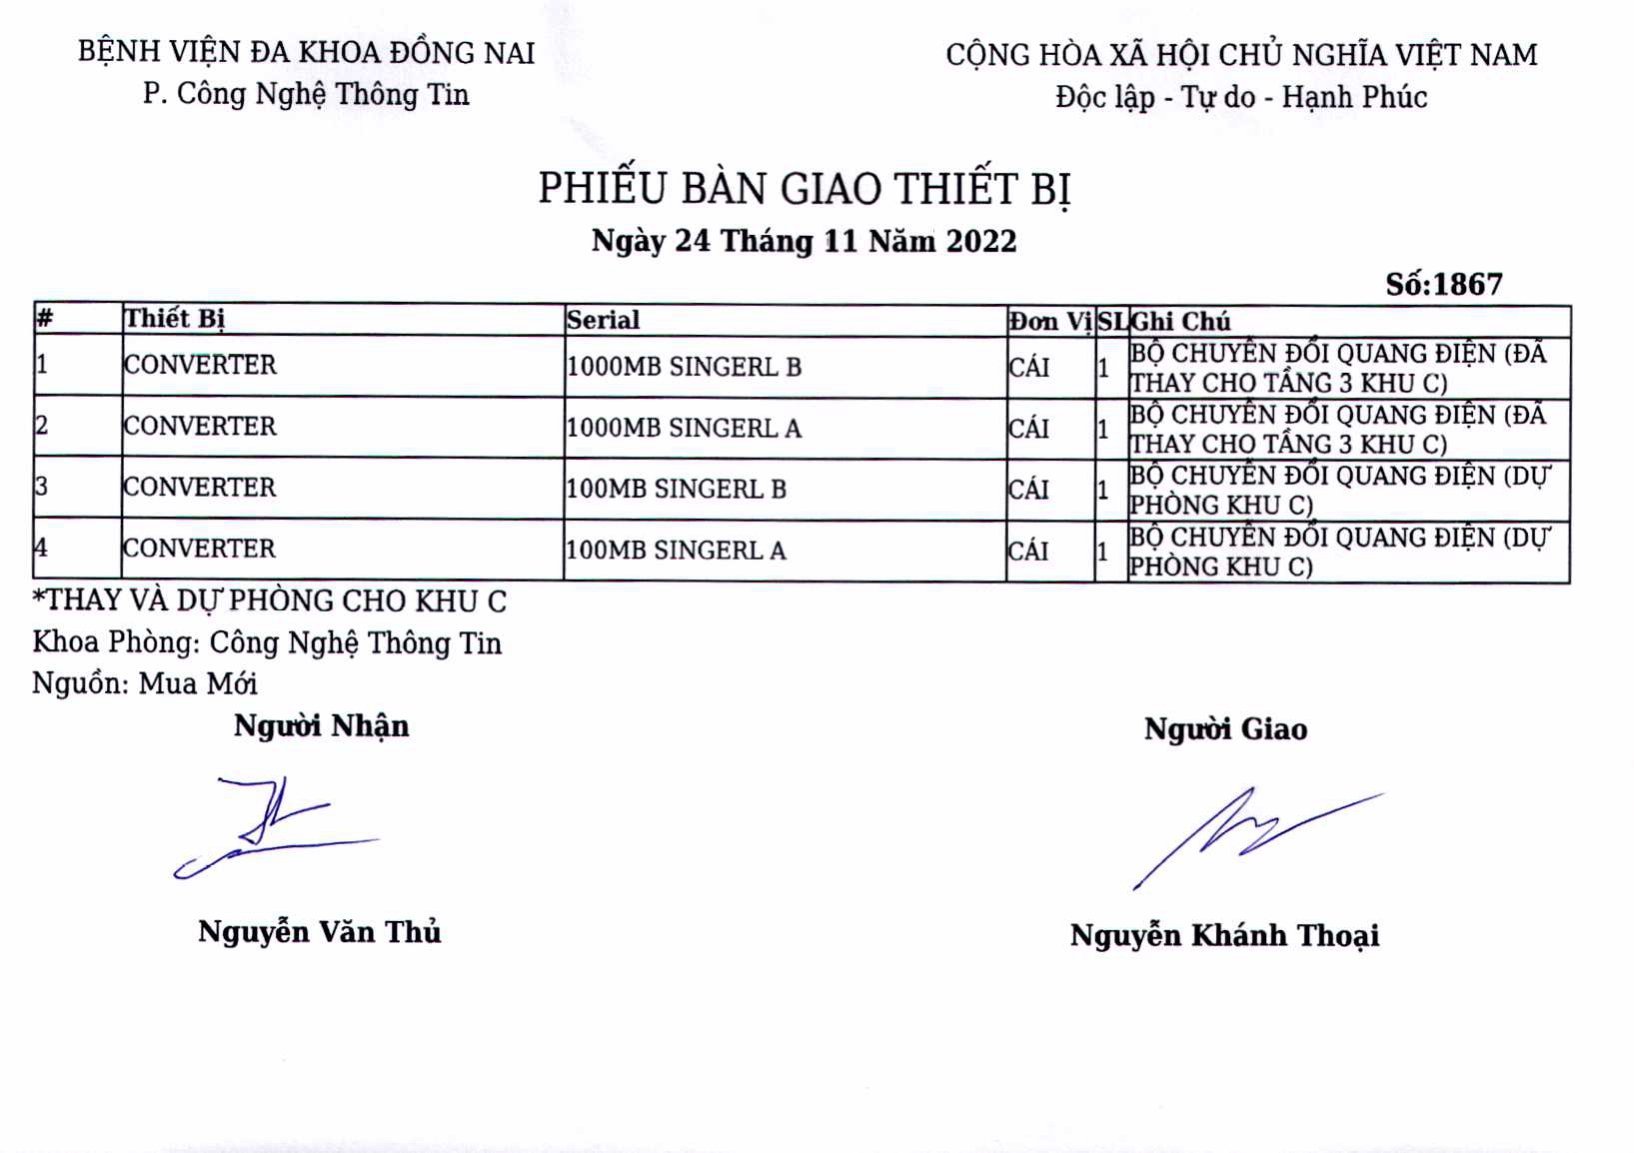 BỆNH VIỆN ĐA KHOA ĐỒNG NAI
P. Công Nghệ Thông Tin
CỘNG HÒA XÃ HỘI CHỦ NGHĨA VIỆT NAM
Độc lập - Tự do - Hạnh Phúc
PHIẾU BÀN GIAO THIẾT BỊ
Ngày 24 Tháng 11 Năm 2022
Số:1867
# Thiết Bị Serial Đơn Vị SL Ghi Chú
1 CONVERTER 1000MB SINGERL B CÁI 1 BỘ CHUYỂN ĐỔI QUANG ĐIỆN (ĐÃ
THAY CHO TẦNG 3 KHU C)
2 CONVERTER 1000MB SINGERL A CÁI 1 BỘ CHUYỂN ĐỔI QUANG ĐIỆN (ĐÃ
THAY CHO TẦNG 3 KHU C)
3 CONVERTER 100MB SINGERL B CÁI 1 BỘ CHUYỂN ĐỔI QUANG ĐIỆN (DỰ
PHÒNG KHU C)
4 CONVERTER 100MB SINGERL A CÁI 1 BỘ CHUYỂN ĐỔI QUANG ĐIỆN (DỰ
PHÒNG KHU C)
*THAY VÀ DỰ PHÒNG CHO KHU C
Khoa Phòng: Công Nghệ Thông Tin
Nguồn: Mua Mới
Người Nhận
Người Giao
Nguyễn Văn Thủ
Nguyễn Khánh Thoại